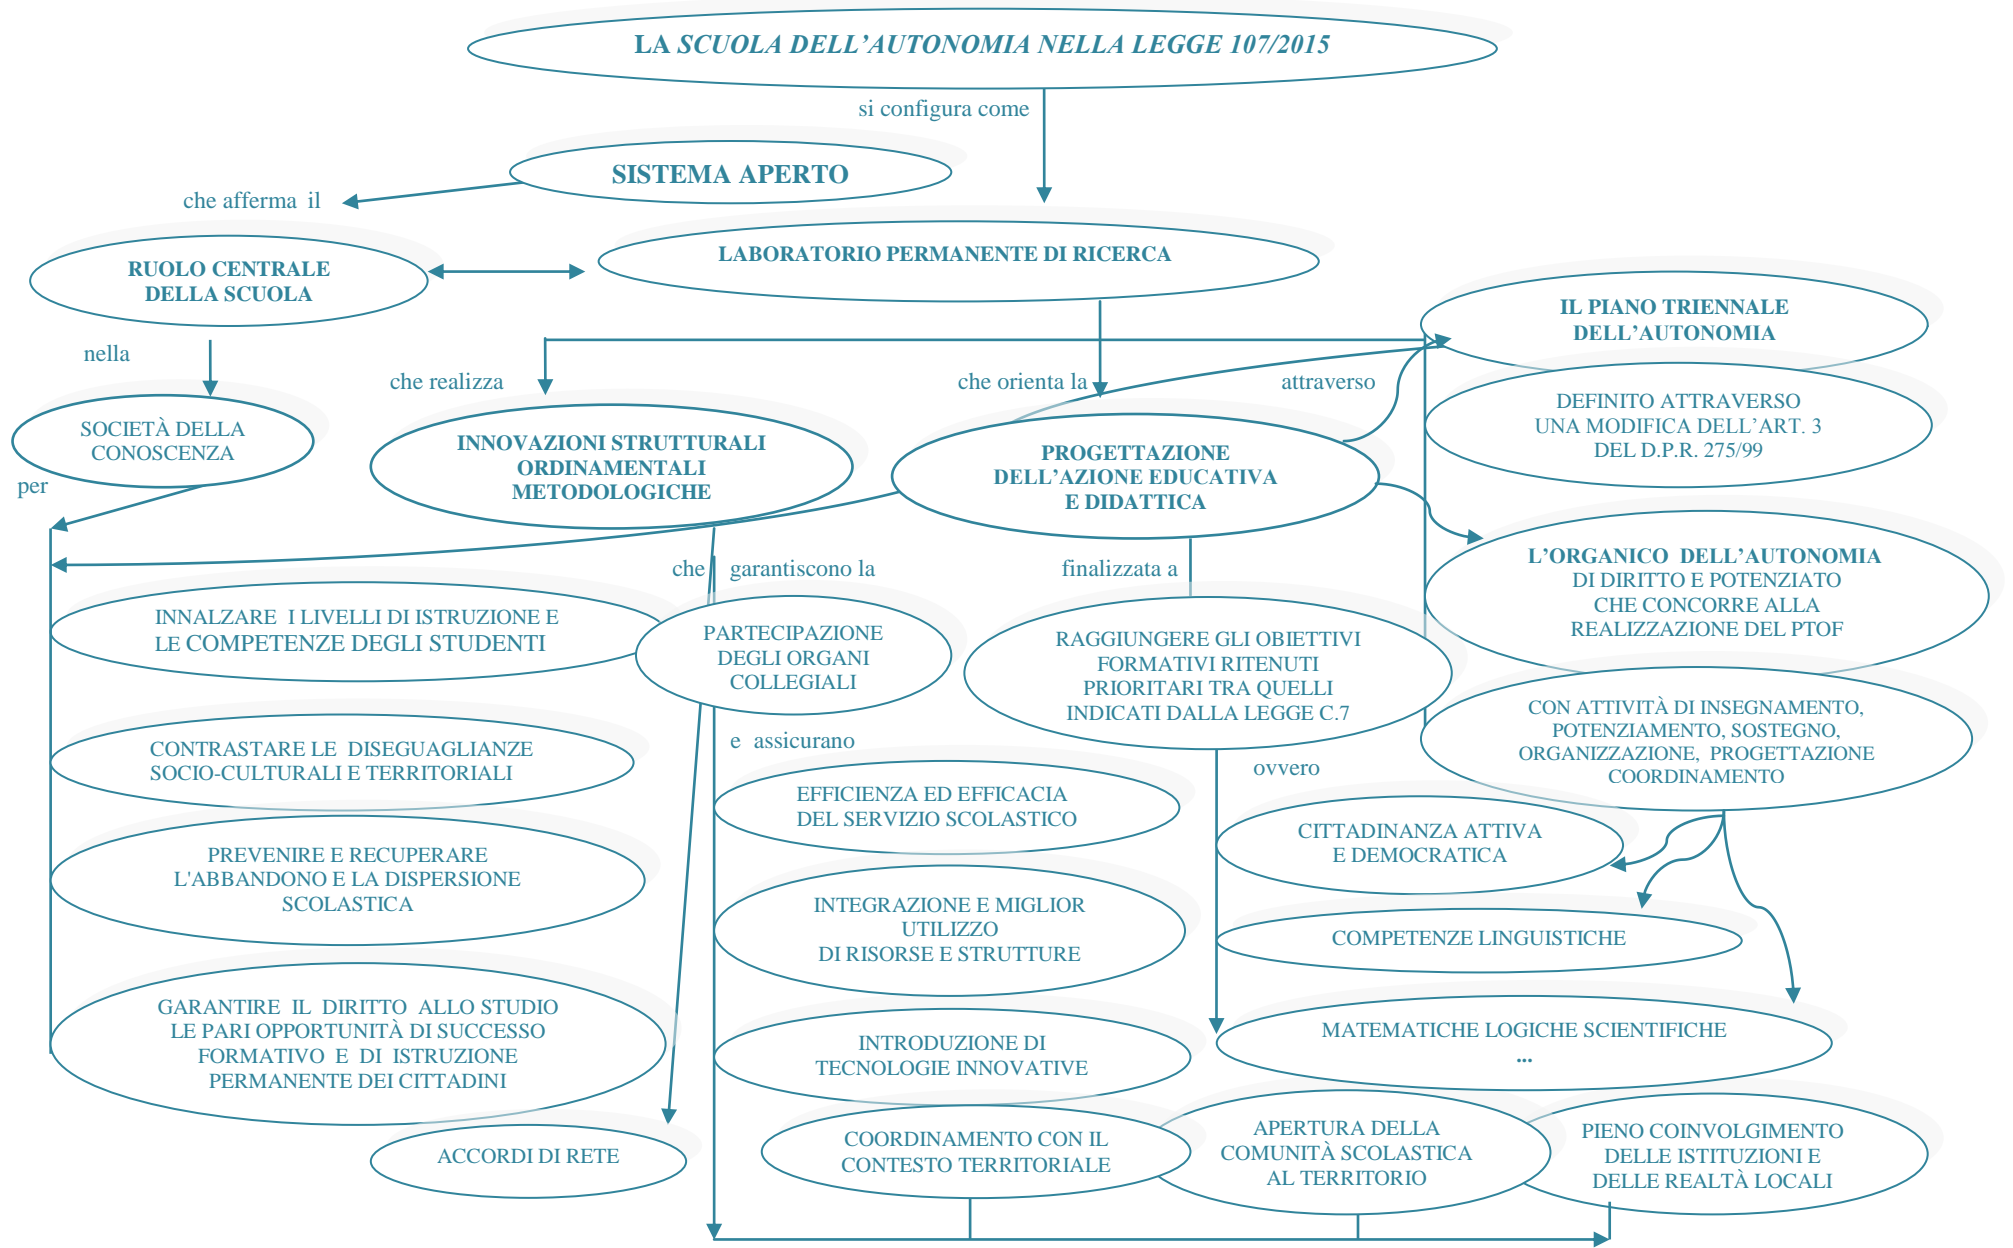 LA SCUOLA DELL'AUTONOMIA NELLA LEGGE 107/2015
si configura come
SISTEMA APERTO
che afferma il
LABORATORIO PERMANENTE DI RICERCA
RUOLO CENTRALE
DELLA SCUOLA
IL PIANO TRIENNALE
DELL'AUTONOMIA
nella
che realizza
che orienta la
attraverso
SOCIETÀ DELLA
CONOSCENZA
INNOVAZIONI STRUTTURALI
ORDINAMENTALI
METODOLOGICHE
PROGETTAZIONE
DELL'AZIONE EDUCATIVA
E DIDATTICA
DEFINITO ATTRAVERSO
UNA MODIFICA DELL'ART. 3
DEL D.P.R. 275/99
per
che garantiscono la
finalizzata a
L'ORGANICO DELL'AUTONOMIA
DI DIRITTO E POTENZIATO
CHE CONCORRE ALLA
REALIZZAZIONE DEL PTOF
INNALZARE I LIVELLI DI ISTRUZIONE E
LE COMPETENZE DEGLI STUDENTI
PARTECIPAZIONE
DEGLI ORGANI
COLLEGIALI
RAGGIUNGERE GLI OBIETTIVI
FORMATIVI RITENUTI
PRIORITARI TRA QUELLI
INDICATI DALLA LEGGE C.7
CON ATTIVITÀ DI INSEGNAMENTO,
POTENZIAMENTO, SOSTEGNO,
ORGANIZZAZIONE, PROGETTAZIONE
COORDINAMENTO
CONTRASTARE LE DISEGUAGLIANZE
SOCIO-CULTURALI E TERRITORIALI
e assicurano
ovvero
EFFICIENZA ED EFFICACIA
DEL SERVIZIO SCOLASTICO
CITTADINANZA ATTIVA
E DEMOCRATICA
PREVENIRE E RECUPERARE
L'ABBANDONO E LA DISPERSIONE
SCOLASTICA
INTEGRAZIONE E MIGLIOR
UTILIZZO
DI RISORSE E STRUTTURE
COMPETENZE LINGUISTICHE
GARANTIRE IL DIRITTO ALLO STUDIO
LE PARI OPPORTUNITÀ DI SUCCESSO
FORMATIVO E DI ISTRUZIONE
PERMANENTE DEI CITTADINI
INTRODUZIONE DI
TECNOLOGIE INNOVATIVE
MATEMATICHE LOGICHE SCIENTIFICHE
...
ACCORDI DI RETE
COORDINAMENTO CON IL
CONTESTO TERRITORIALE
APERTURA DELLA
COMUNITÀ SCOLASTICA
AL TERRITORIO
PIENO COINVOLGIMENTO
DELLE ISTITUZIONI E
DELLE REALTÀ LOCALI